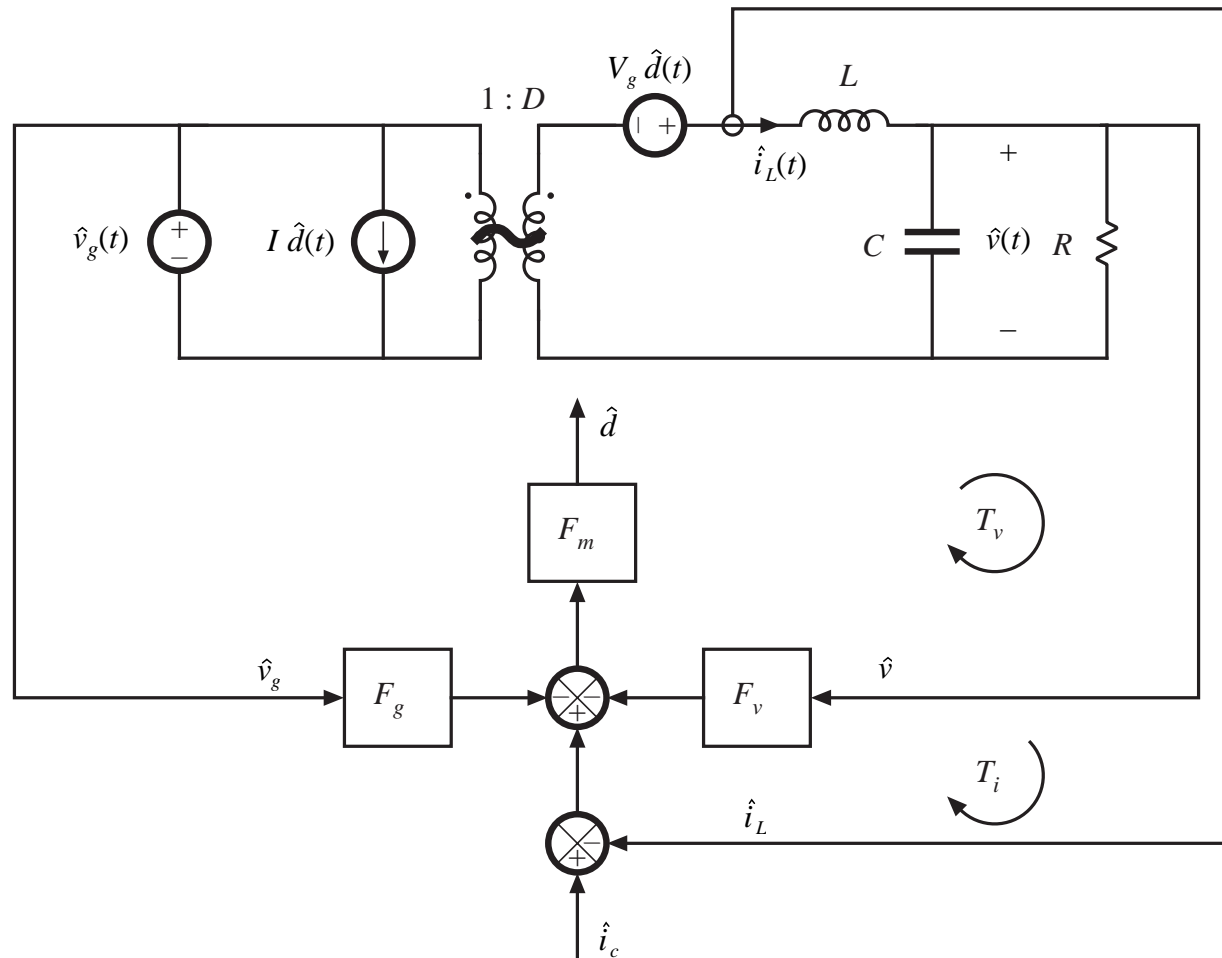 V_g d̂(t)
L
1 : D
î_L(t)
+
v̂_g(t)
+
−
I d̂(t)
C
v̂(t)
R
−
− +
d̂
F_m
T_v
v̂_g
F_g
− −
+
F_v
v̂
T_i
î_L
−
+
î_c